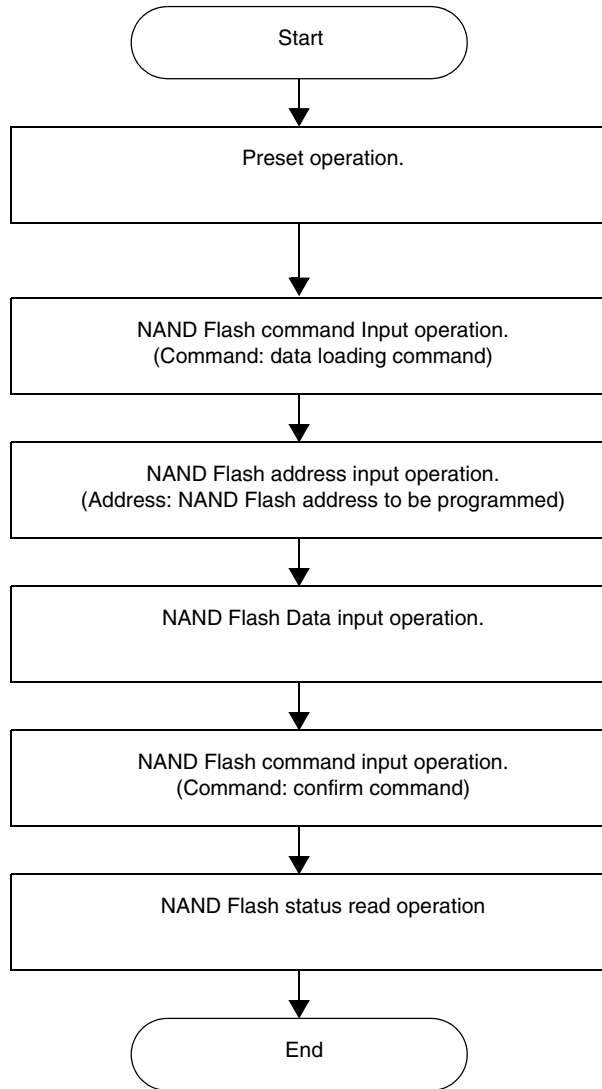 Start
Preset operation.
NAND Flash command Input operation.
(Command: data loading command)
NAND Flash address input operation.
(Address: NAND Flash address to be programmed)
NAND Flash Data input operation.
NAND Flash command input operation.
(Command: confirm command)
NAND Flash status read operation
End